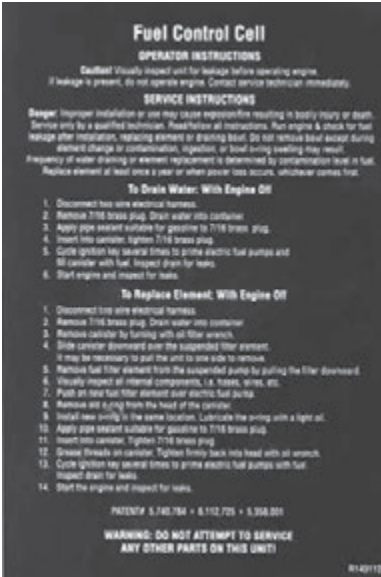 Fuel Control Cell
OPERATOR INSTRUCTIONS
Caution! Visually inspect unit for leakage before operating engine.
If leakage is present, do not operate engine. Contact service technician immediately.
SERVICE INSTRUCTIONS
Danger: Improper installation or use may cause explosion/fire resulting in bodily injury or death.
Service only by a qualified technician. Read/follow all instructions. Run engine & check for fuel
leakage after installation, replacing element or draining bowl. Do not remove bowl except during
element change or contamination, ingestion, or bowl o-ring swelling may result.
Frequency of water draining or element replacement is determined by contamination level in fuel.
Replace element at least once a year or when power loss occurs, whichever comes first.
To Drain Water: With Engine Off
1. Disconnect two wire electrical harness.
2. Remove 7/16 brass plug. Drain water into container.
3. Apply pipe sealant suitable for gasoline to 7/16 brass plug.
4. Insert into canister, tighten 7/16 brass plug.
5. Cycle ignition key several times to prime electric fuel pumps and
fill canister with fuel. Inspect drain for leaks.
6. Start engine and inspect for leaks.
To Replace Element: With Engine Off
1. Disconnect two wire electrical harness.
2. Remove 7/16 brass plug. Drain water into container
3. Remove canister by turning with oil filter wrench.
4. Slide canister downward over the suspended filter element.
It may be necessary to pull the unit to one side to remove.
5. Remove fuel filter element from the suspended pump by pulling the filter downward.
6. Visually inspect all internal components, i.e. hoses, wires, etc.
7. Push on new fuel filter element over electric fuel pump.
8. Remove old o-ring from the head of the canister.
9. Install new o-ring in the same location. Lubricate the o-ring with a light oil.
10. Apply pipe sealant suitable for gasoline to 7/16 brass plug.
11. Insert into canister, Tighten 7/16 brass plug
12. Grease threads on canister. Tighten firmly back into head with oil wrench.
13. Cycle ignition key several times to prime electric fuel pumps with fuel.
Inspect drain for leaks.
14. Start the engine and inspect for leaks.
PATENT# 5,740,784 • 6,112,725 • 5,358,001
WARNING: DO NOT ATTEMPT TO SERVICE
ANY OTHER PARTS ON THIS UNIT!